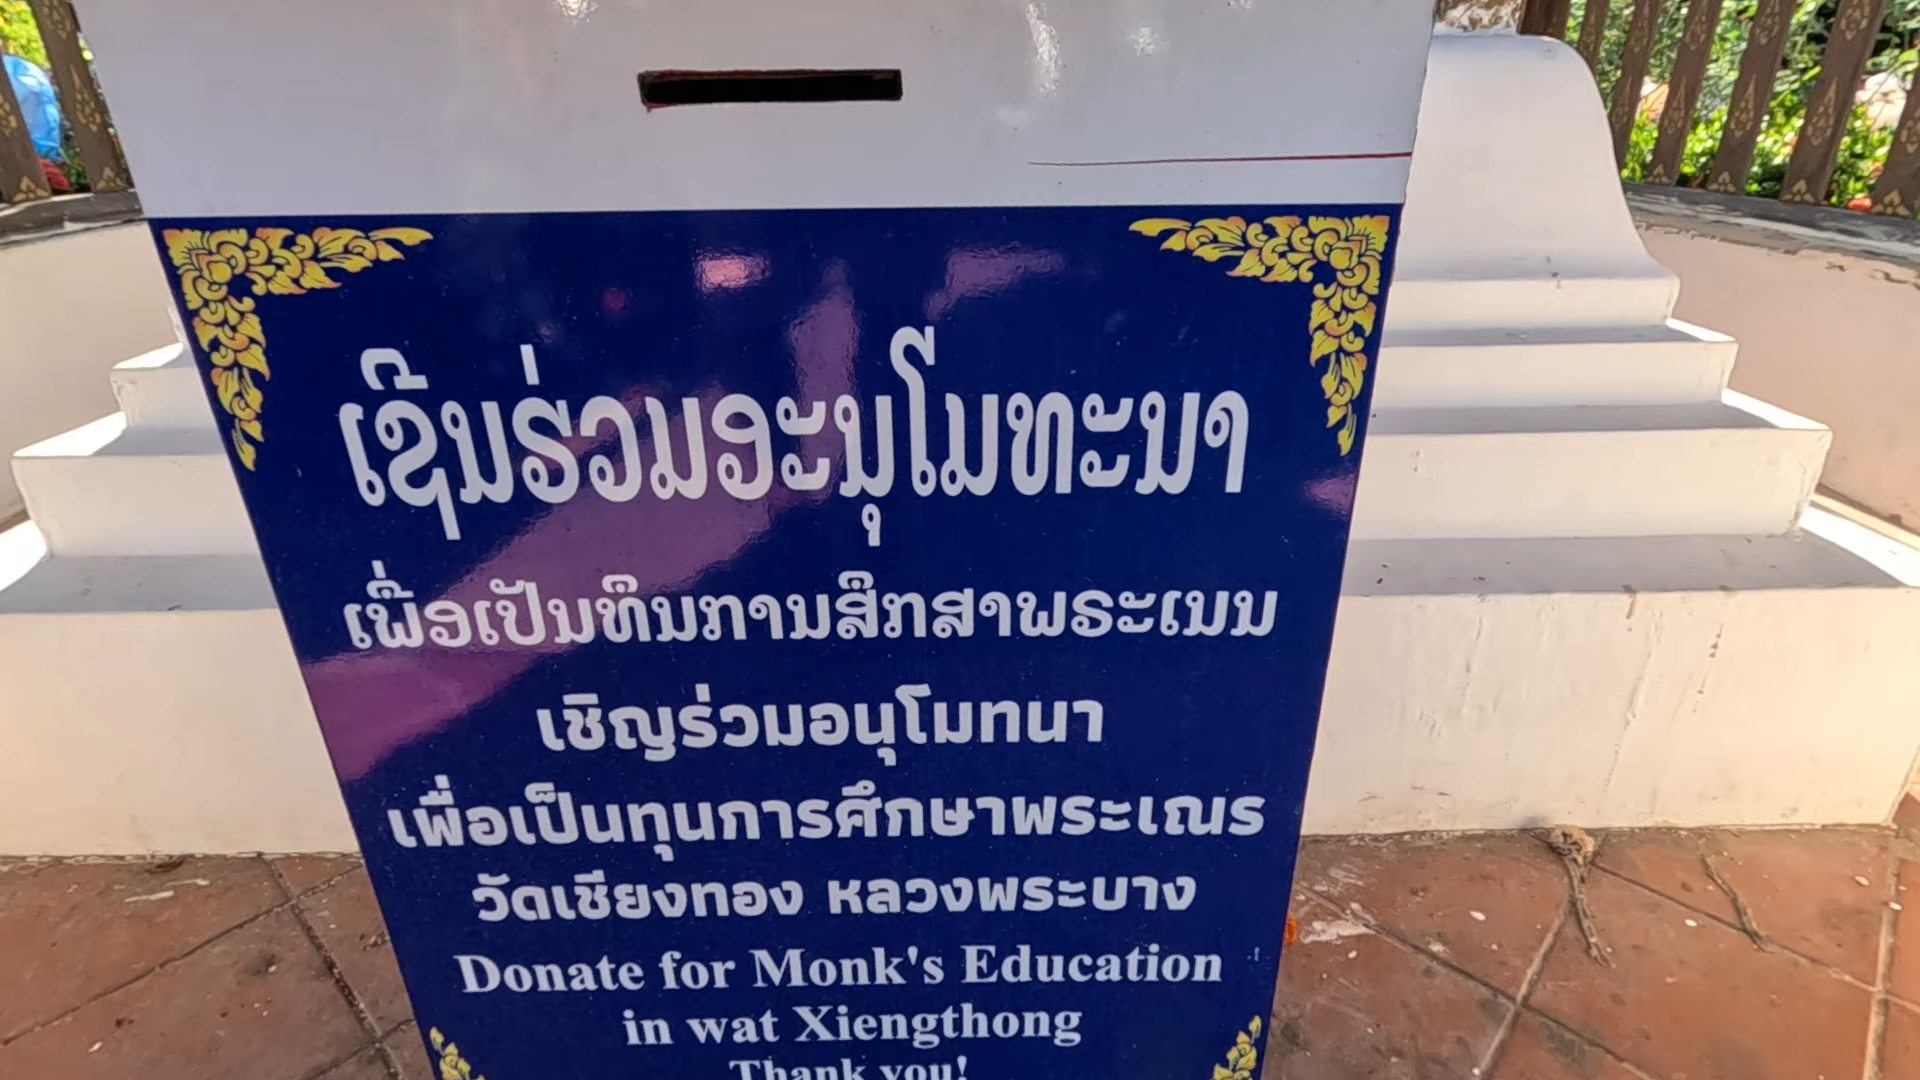 ເຊີນຮ່ວມອະນຸໂມທະນາ
ເພື່ອເປັນທຶນການສຶກສາພຣະເນນ
เชิญร่วมอนุโมทนา
เพื่อเป็นทุนการศึกษาพระเณร
วัดเชียงทอง หลวงพระบาง
Donate for Monk's Education
in wat Xiengthong
Thank you!